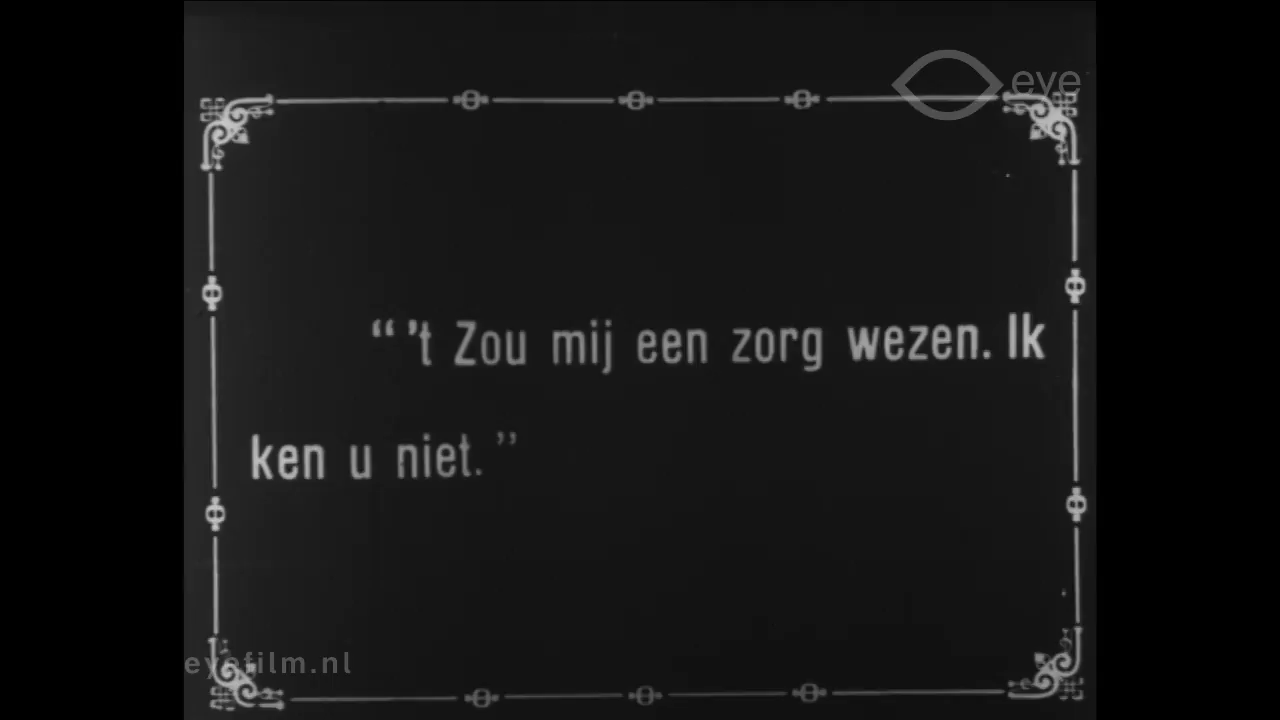 eye
“’t Zou mij een zorg wezen. Ik
ken u niet.”
eyefilm.nl